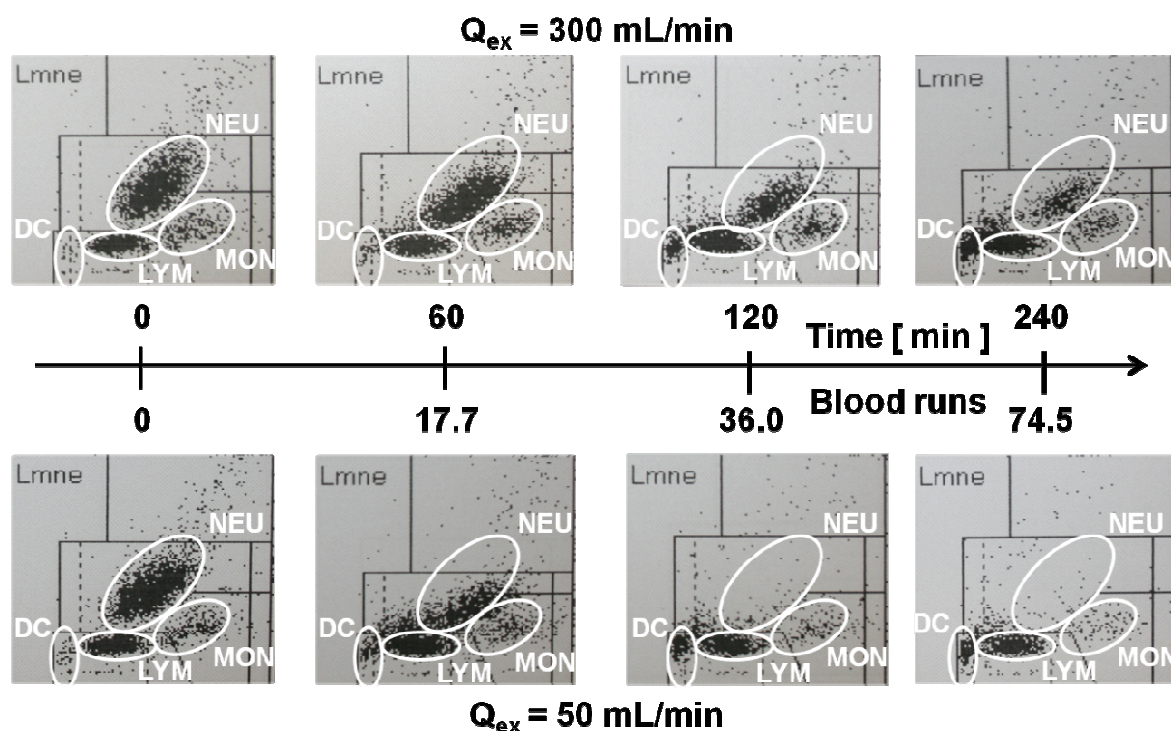 Qex = 300 mL/min
Lmne
NEU
DC
LYM
MON
Lmne
NEU
DC
LYM
MON
Lmne
NEU
DC
LYM
MON
Lmne
NEU
DC
LYM
MON
0
60
120
240
Time [ min ]
Blood runs
0
17.7
36.0
74.5
Lmne
NEU
DC
LYM
MON
Lmne
NEU
DC
LYM
MON
Lmne
NEU
DC
LYM
MON
Lmne
NEU
DC
LYM
MON
Qex = 50 mL/min